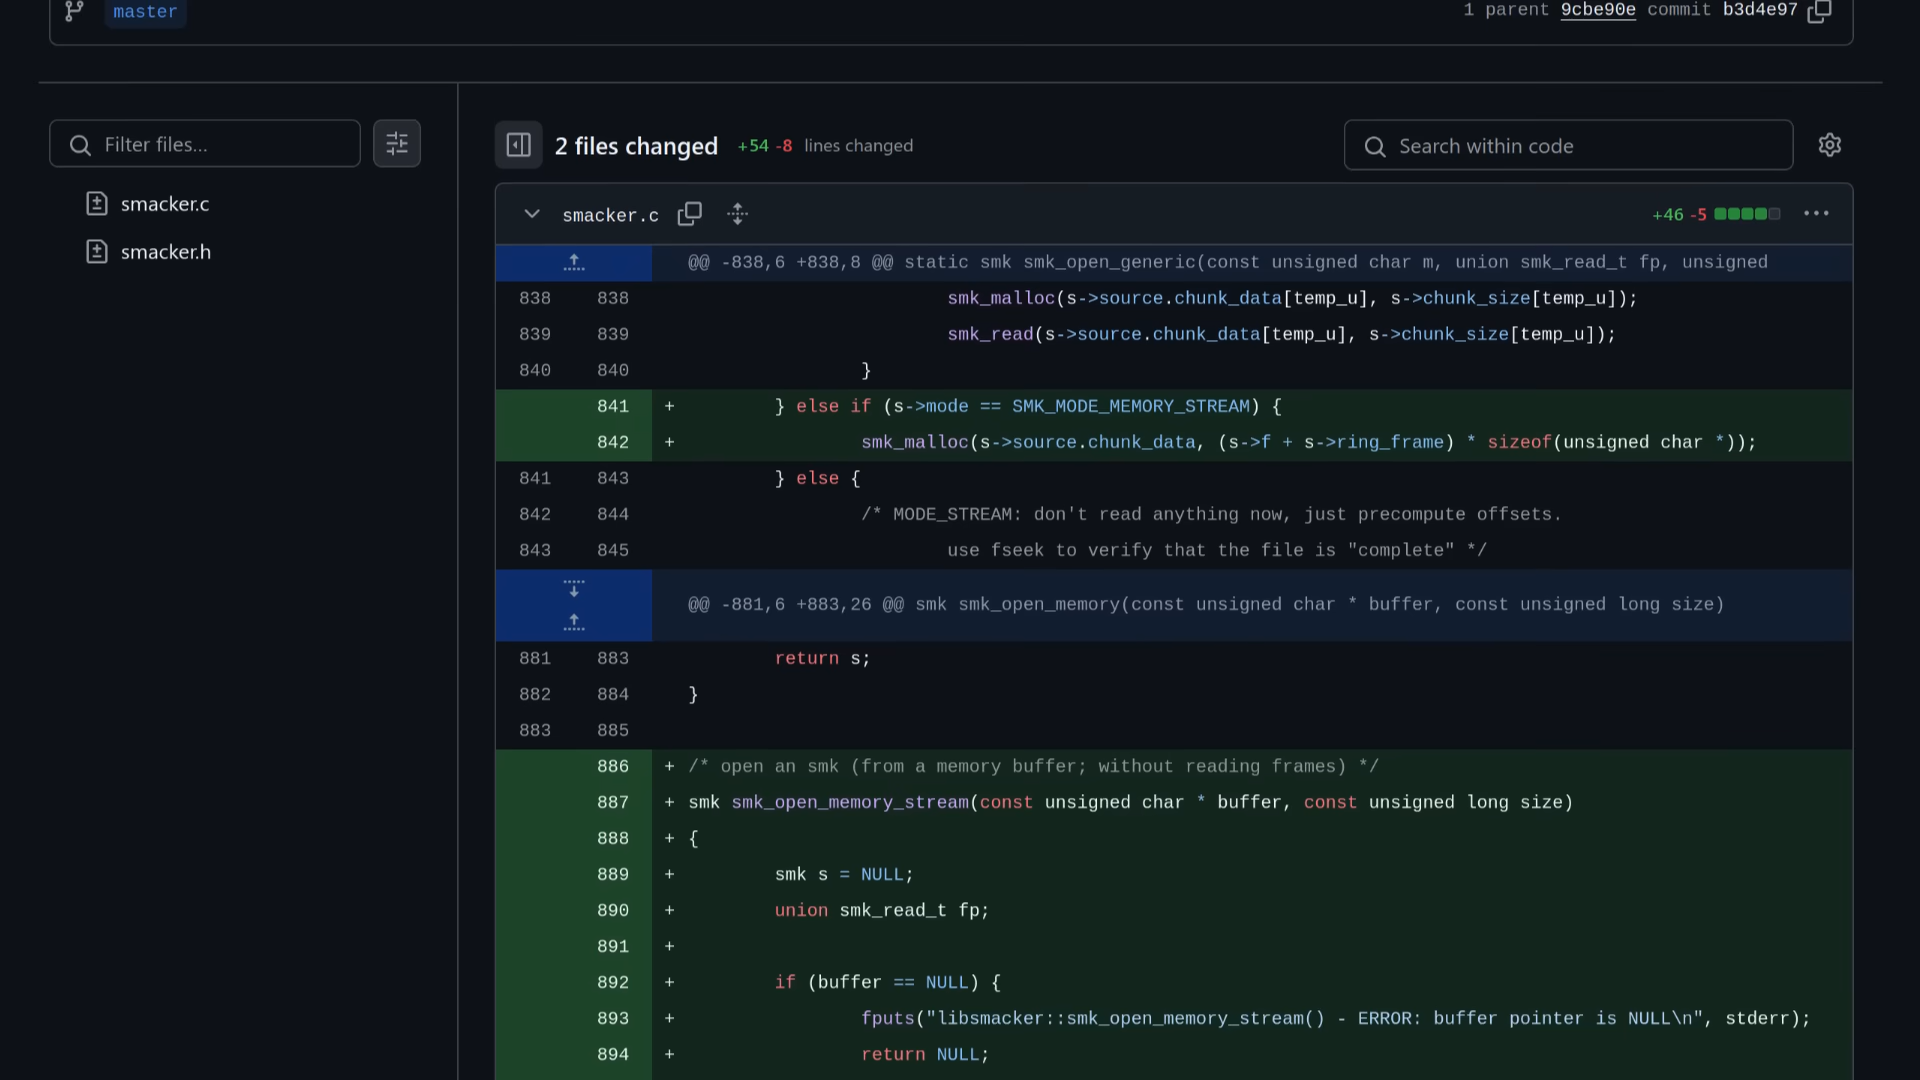 master
1 parent 9cbe90e commit b3d4e97
Filter files...
smacker.c
smacker.h
2 files changed +54 -8 lines changed
Search within code
smacker.c
+46 -5
@@ -838,6 +838,8 @@ static smk smk_open_generic(const unsigned char m, union smk_read_t fp, unsigned
838 838 smk_malloc(s->source.chunk_data[temp_u], s->chunk_size[temp_u]);
839 839 smk_read(s->source.chunk_data[temp_u], s->chunk_size[temp_u]);
840 840 }
841 + } else if (s->mode == SMK_MODE_MEMORY_STREAM) {
842 + smk_malloc(s->source.chunk_data, (s->f + s->ring_frame) * sizeof(unsigned char *));
841 843 } else {
842 844 /* MODE_STREAM: don't read anything now, just precompute offsets.
843 845 use fseek to verify that the file is "complete" */
@@ -881,6 +883,26 @@ smk smk_open_memory(const unsigned char * buffer, const unsigned long size)
881 883 return s;
882 884 }
883 885
886 + /* open an smk (from a memory buffer; without reading frames) */
887 + smk smk_open_memory_stream(const unsigned char * buffer, const unsigned long size)
888 + {
889 + smk s = NULL;
890 + union smk_read_t fp;
891 +
892 + if (buffer == NULL) {
893 + fputs("libsmacker::smk_open_memory_stream() - ERROR: buffer pointer is NULL\n", stderr);
894 + return NULL;